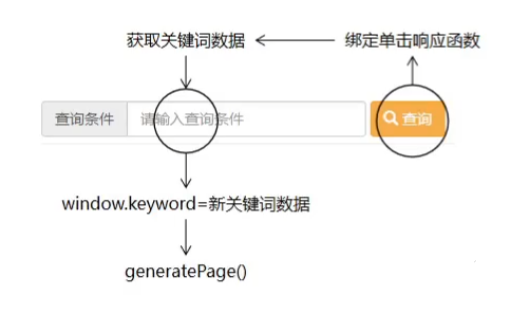 获取关键词数据
绑定单击响应函数
查询条件
请输入查询条件
查询
window.keyword=新关键词数据
generatePage()